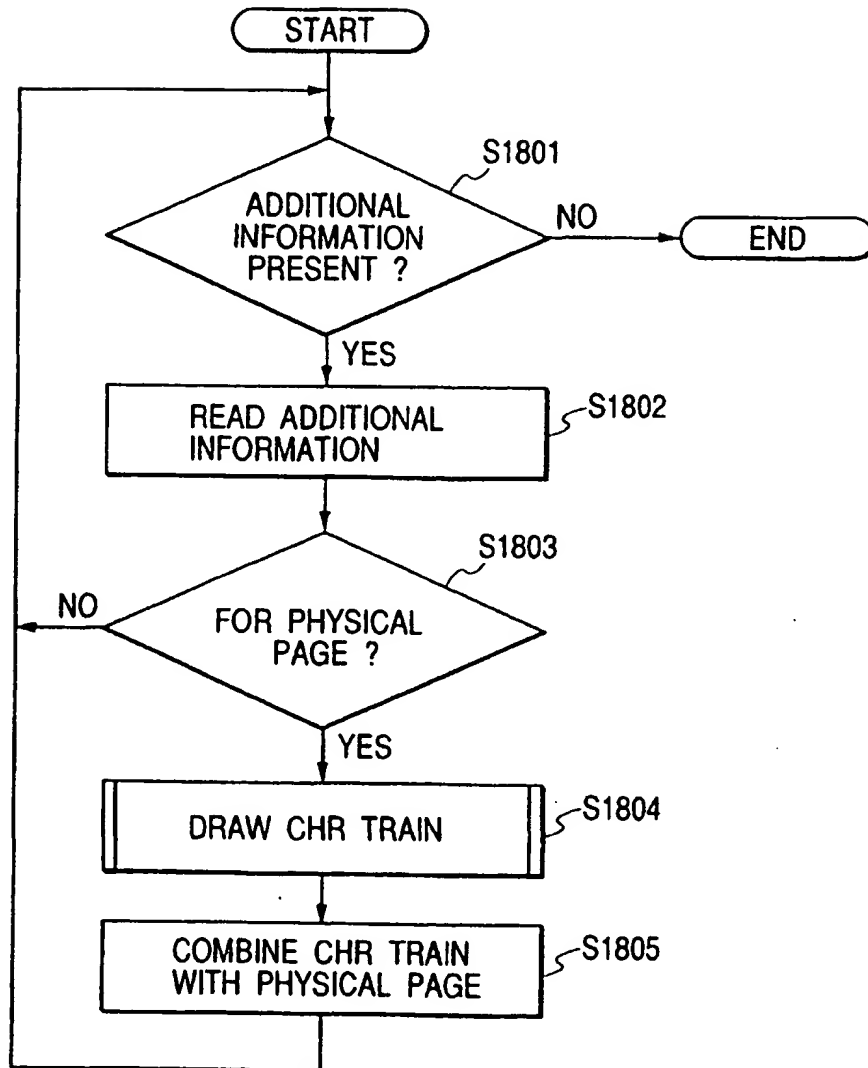 START
S1801
ADDITIONAL
INFORMATION
PRESENT ?
NO
END
YES
READ ADDITIONAL
INFORMATION
S1802
S1803
NO
FOR PHYSICAL
PAGE ?
YES
DRAW CHR TRAIN
S1804
COMBINE CHR TRAIN
WITH PHYSICAL PAGE
S1805